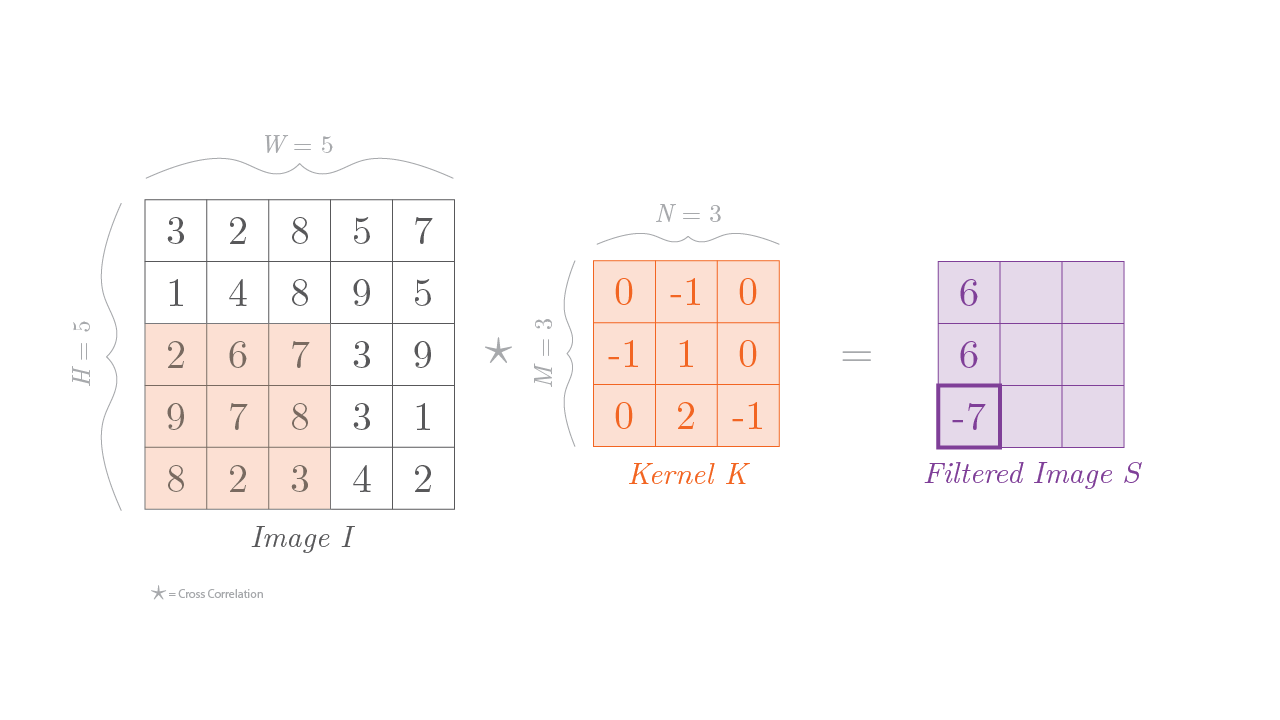 W = 5
N = 3
H = 5
3 2 8 5 7
1 4 8 9 5
2 6 7 3 9
9 7 8 3 1
8 2 3 4 2
Image I
⋆
M = 3
0 -1 0
-1 1 0
0 2 -1
Kernel K
=
6
6
-7
Filtered Image S
⋆ = Cross Correlation